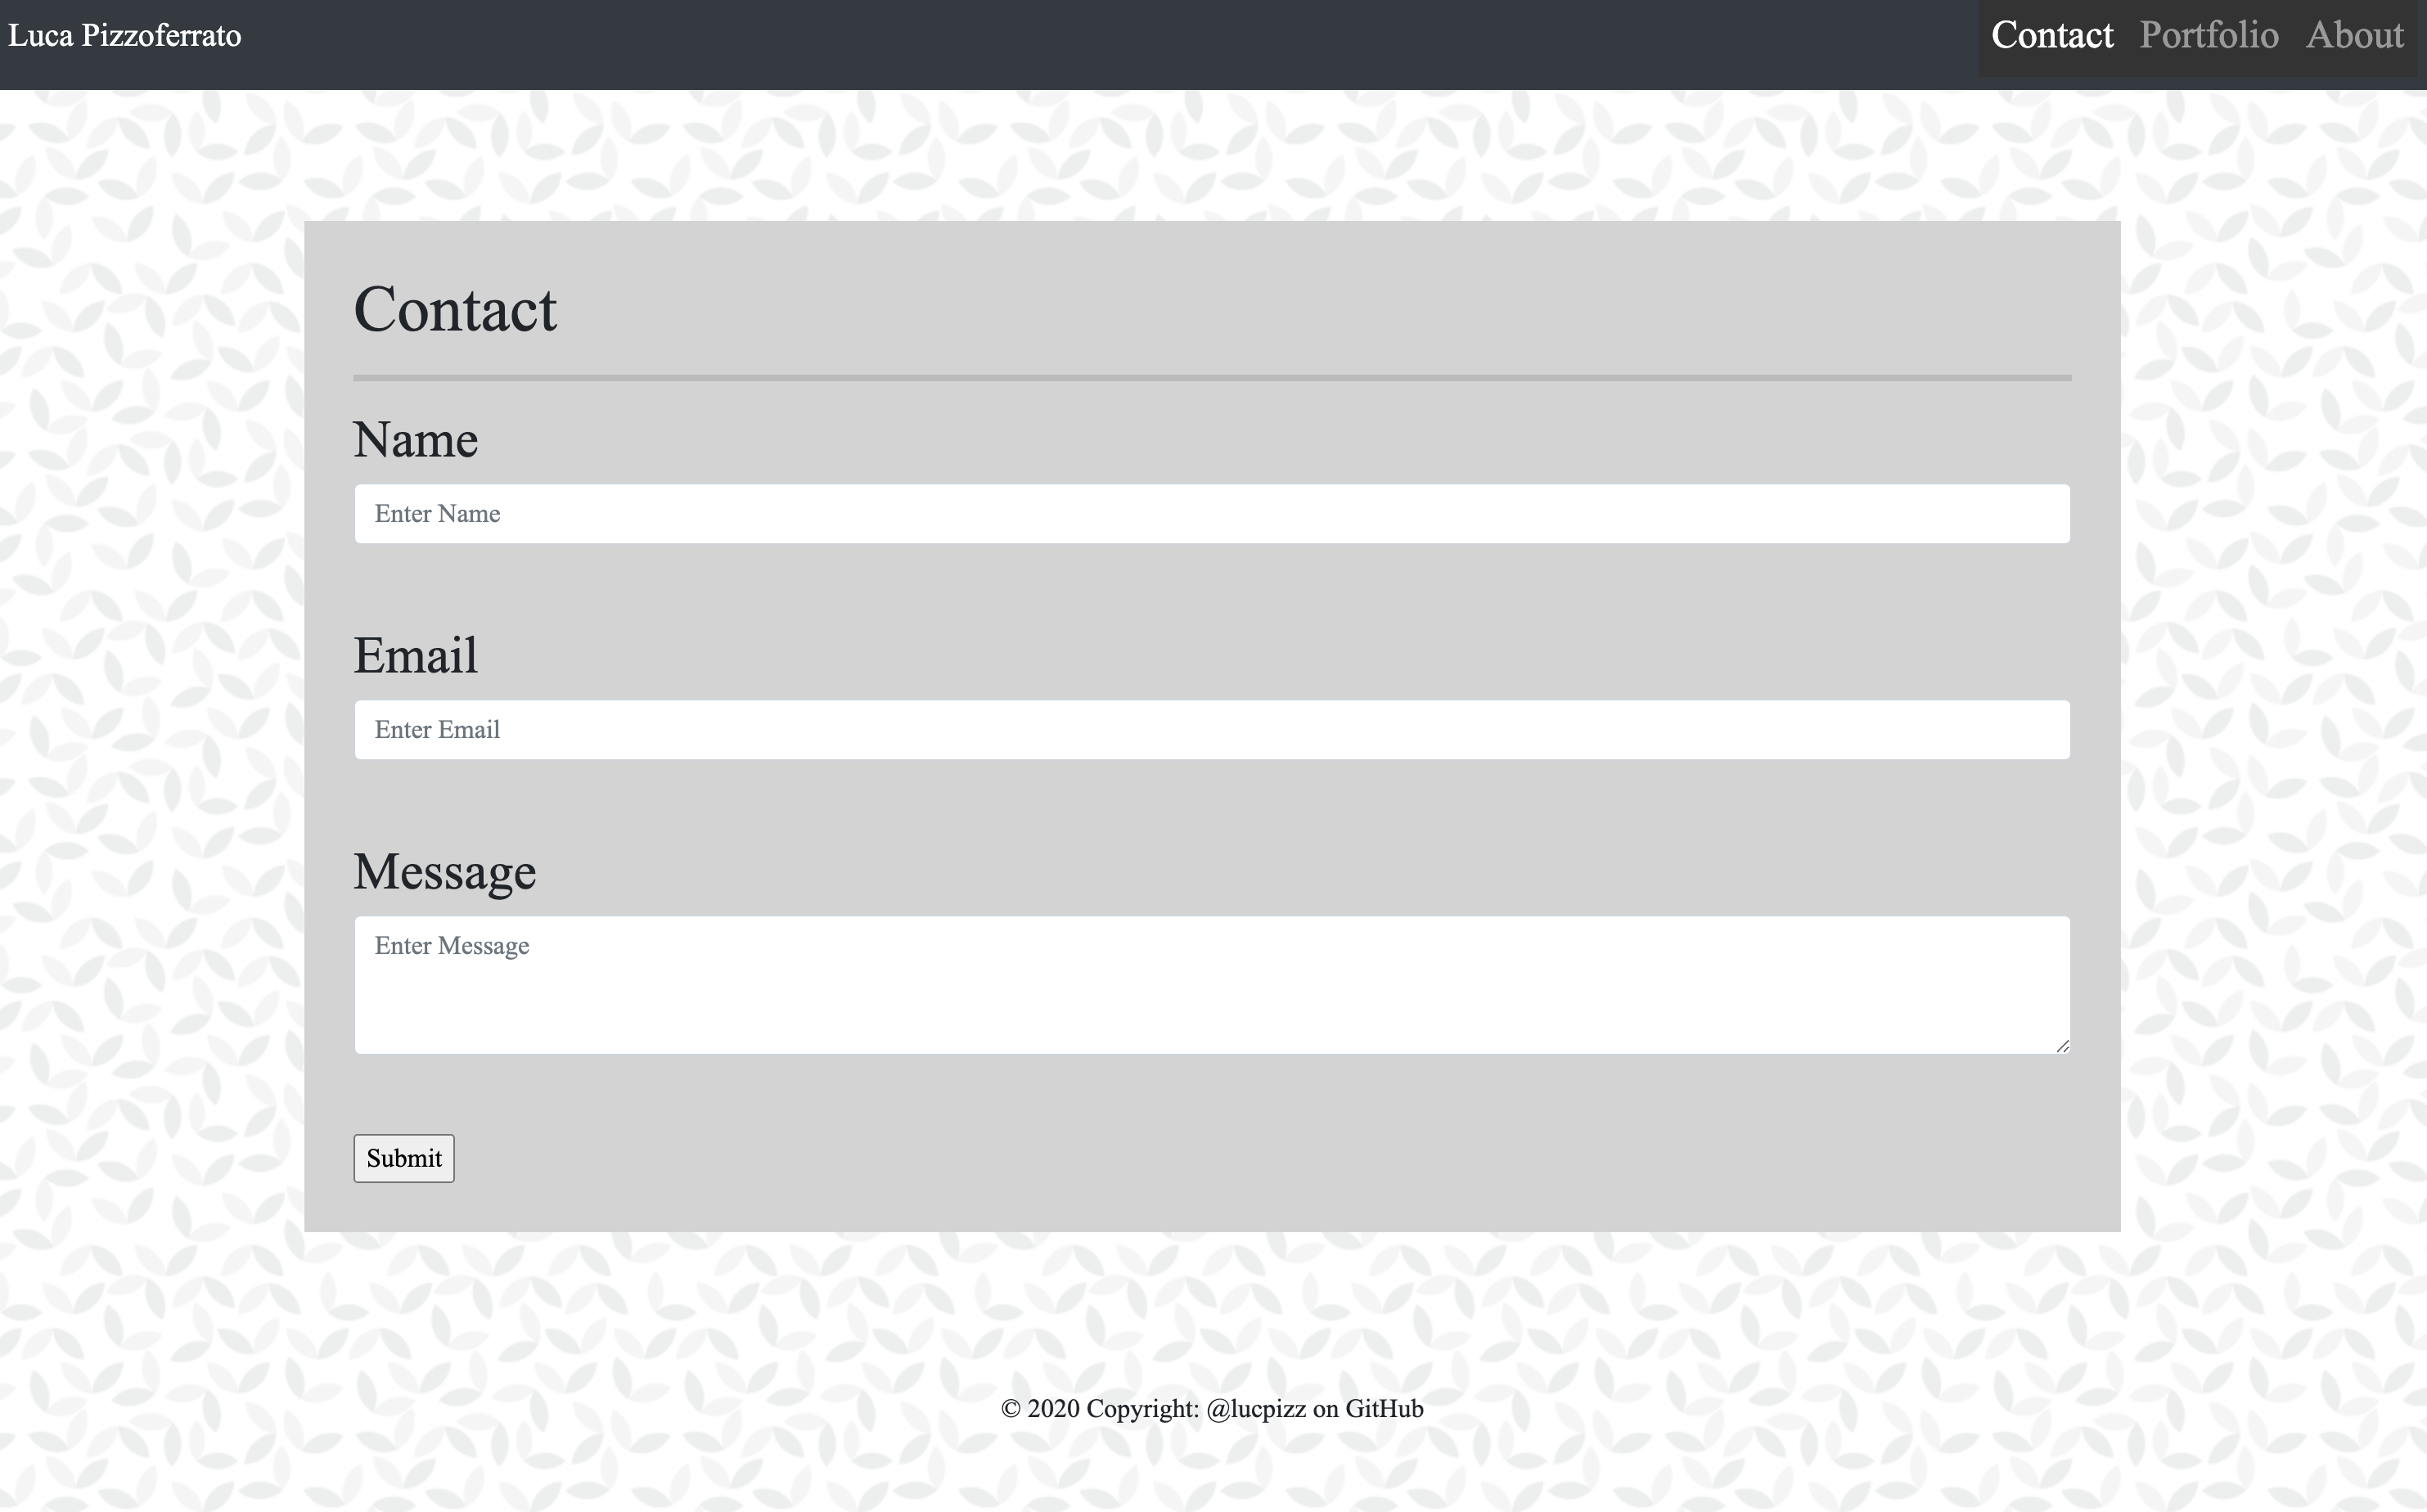 Luca Pizzoferrato
Contact Portfolio About
Contact
Name
Enter Name
Email
Enter Email
Message
Enter Message
Submit
© 2020 Copyright: @lucpizz on GitHub